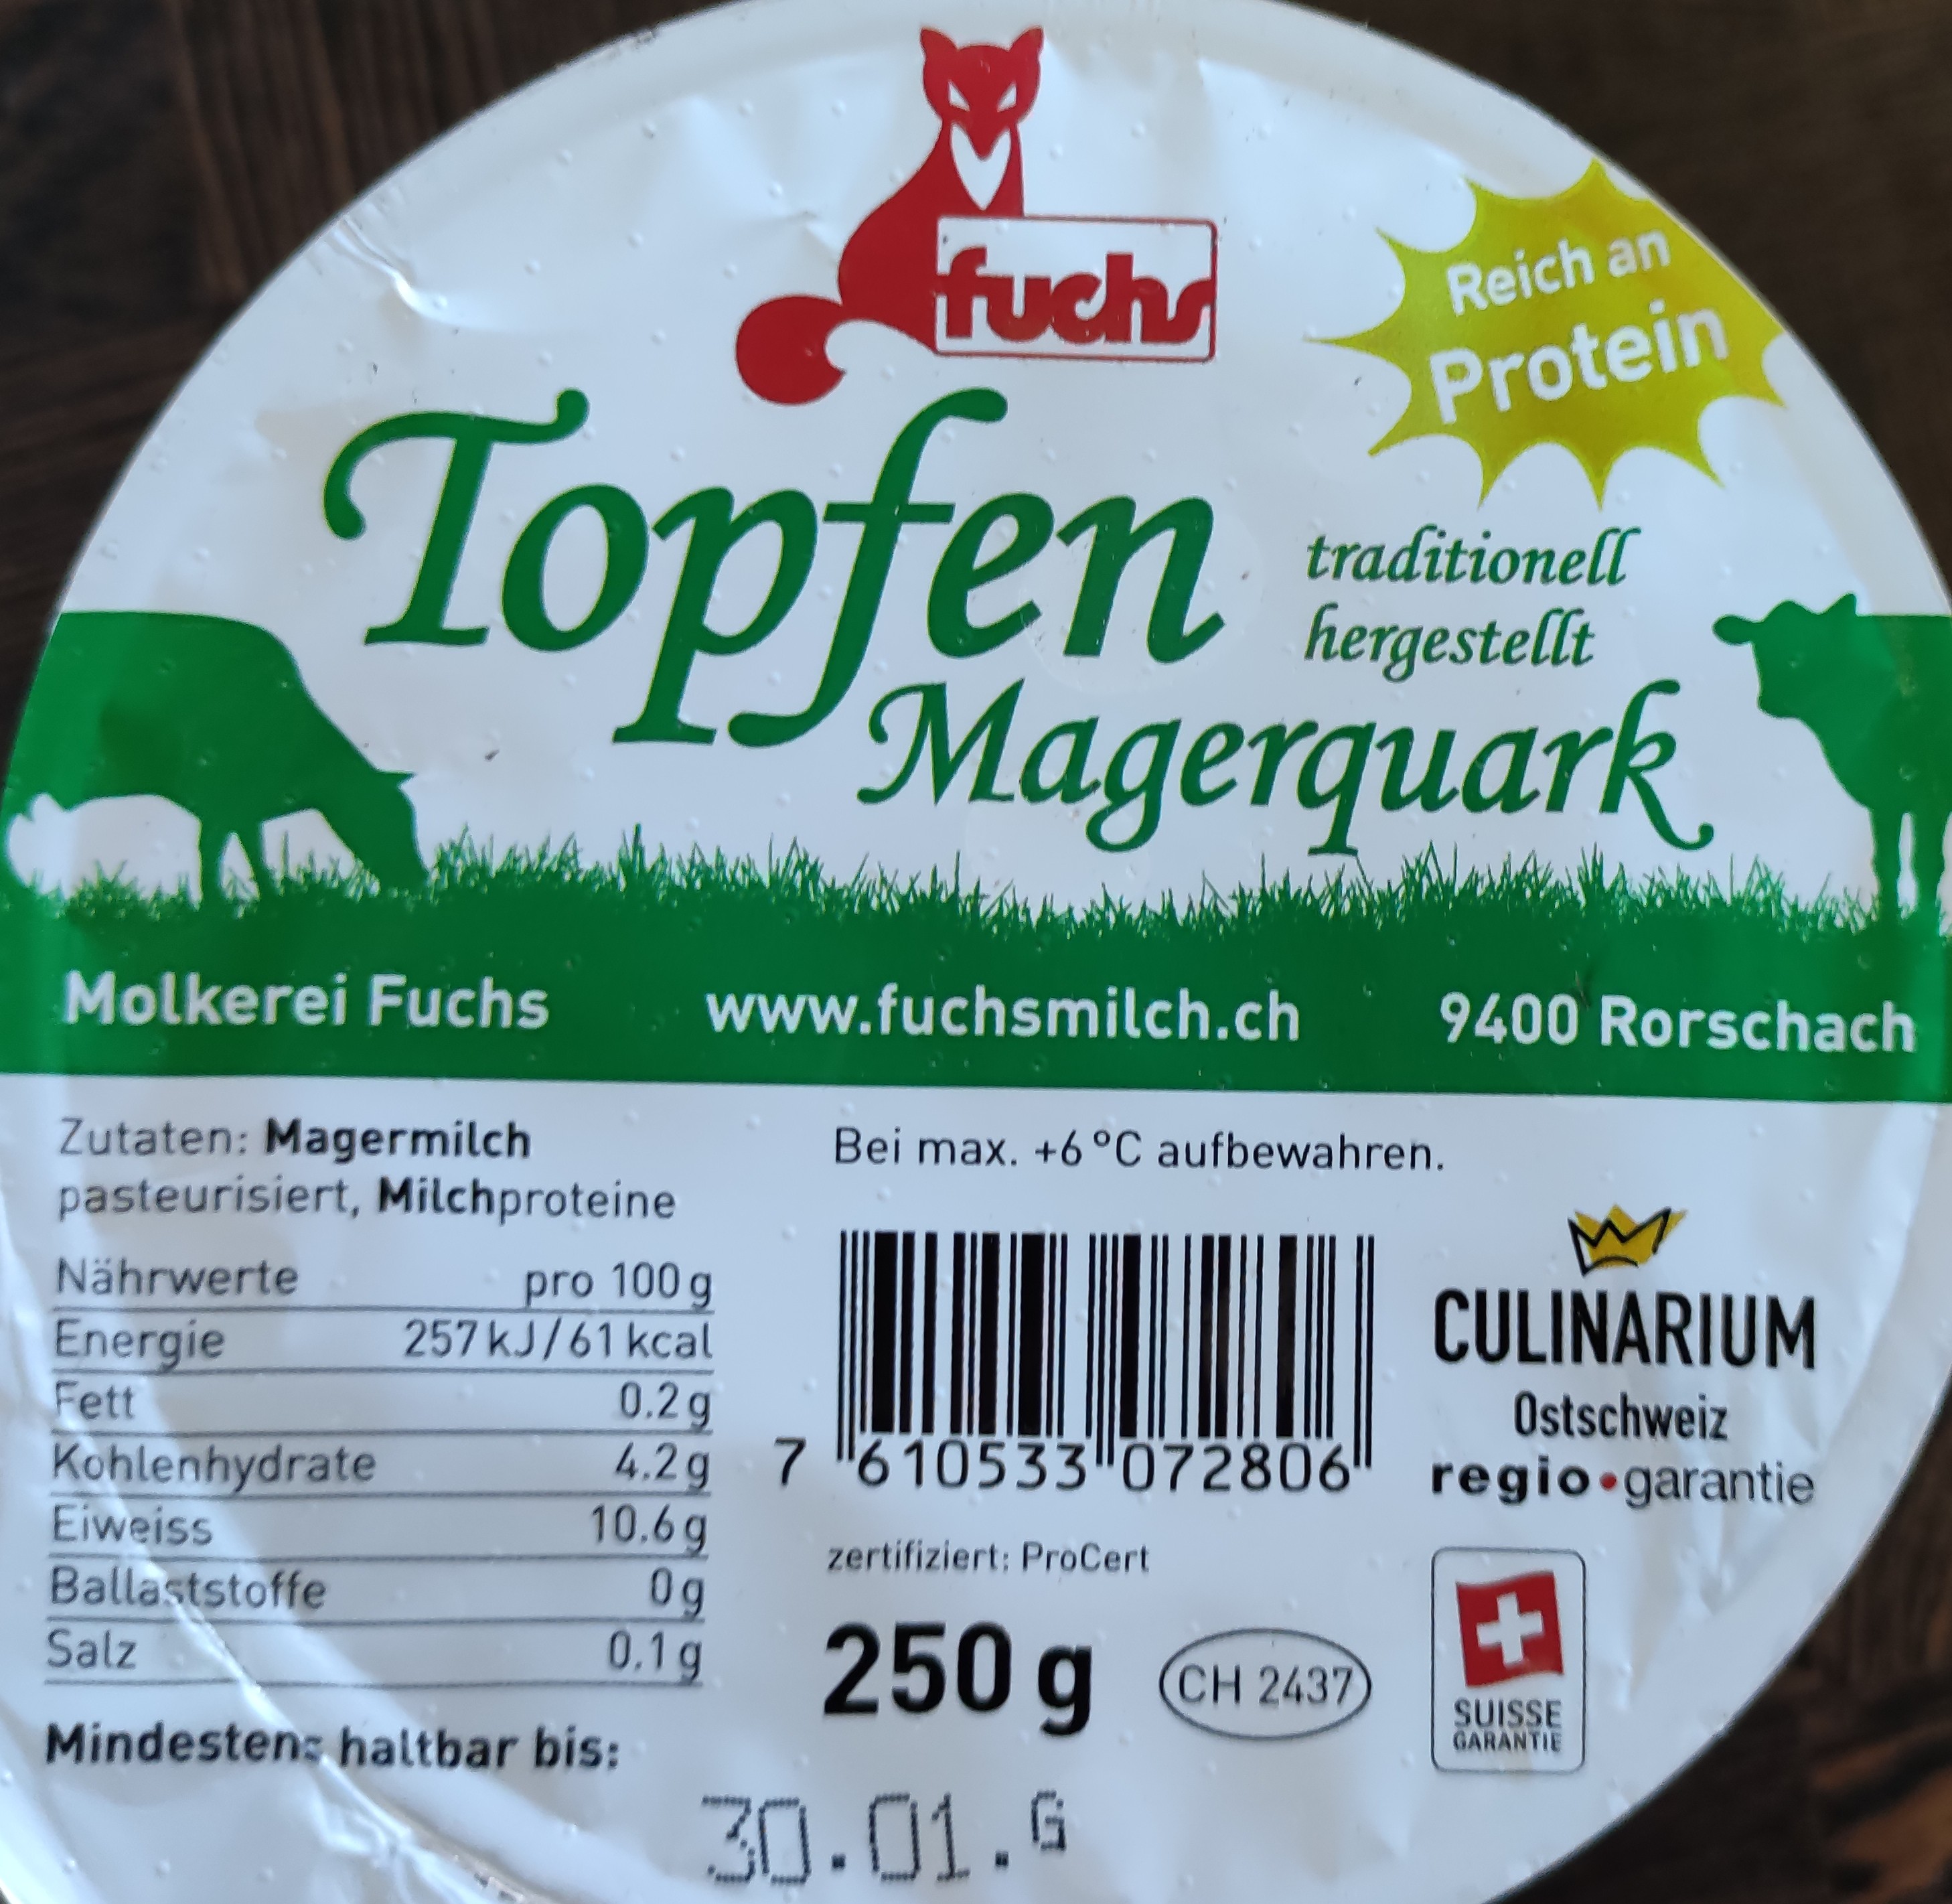 fuchs
Reich an
Protein
Topfen
traditionell
hergestellt
Magerquark
Molkerei Fuchs www.fuchsmilch.ch 9400 Rorschach
Zutaten: Magermilch
pasteurisiert, Milchproteine
Nährwerte pro 100 g
Energie 257 kJ/61 kcal
Fett 0.2 g
Kohlenhydrate 4.2 g
Eiweiss 10.6 g
Ballaststoffe 0 g
Salz 0.1 g
Mindestens haltbar bis:
30.01. G
Bei max. +6 °C aufbewahren.
7 610533 072806
zertifiziert: ProCert
250 g
CH 2437
CULINARIUM
Ostschweiz
regio•garantie
SUISSE
GARANTIE